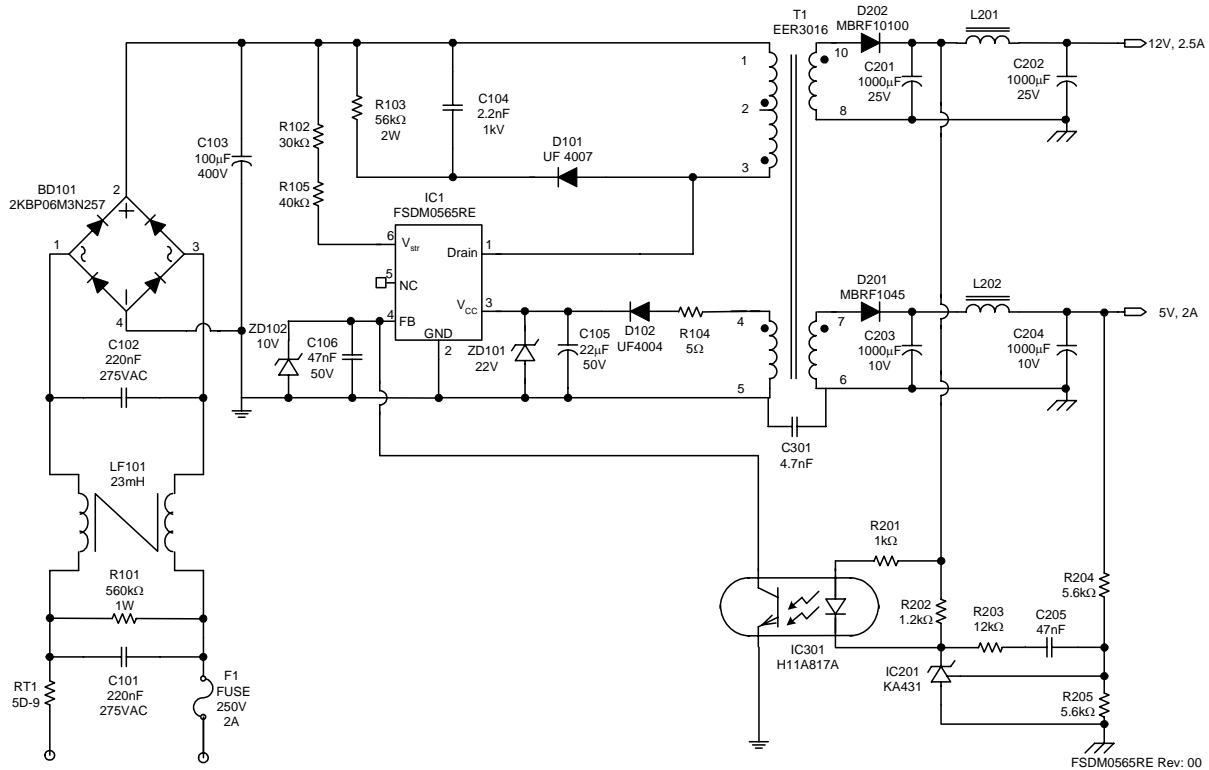 T1
EER3016
D202
MBRF10100
L201
10
12V, 2.5A
1
C201
1000µF
25V
C202
1000µF
25V
R103
56kΩ
2W
C104
2.2nF
1kV
2
8
R102
30kΩ
C103
100µF
400V
D101
UF 4007
3
BD101
2KBP06M3N257
2
R105
40kΩ
IC1
FSDM0565RE
1
3
6
Vstr
Drain
1
5
NC
4
FB
VCC
3
GND
2
4
ZD102
10V
C106
47nF
50V
ZD101
22V
C105
22µF
50V
D102
UF4004
R104
5Ω
4
5
D201
MBRF1045
L202
7
5V, 2A
C203
1000µF
10V
C204
1000µF
10V
6
C102
220nF
275VAC
C301
4.7nF
LF101
23mH
R101
560kΩ
1W
R201
1kΩ
R204
5.6kΩ
R202
1.2kΩ
R203
12kΩ
C205
47nF
IC301
H11A817A
IC201
KA431
RT1
5D-9
C101
220nF
275VAC
F1
FUSE
250V
2A
R205
5.6kΩ
FSDM0565RE Rev: 00